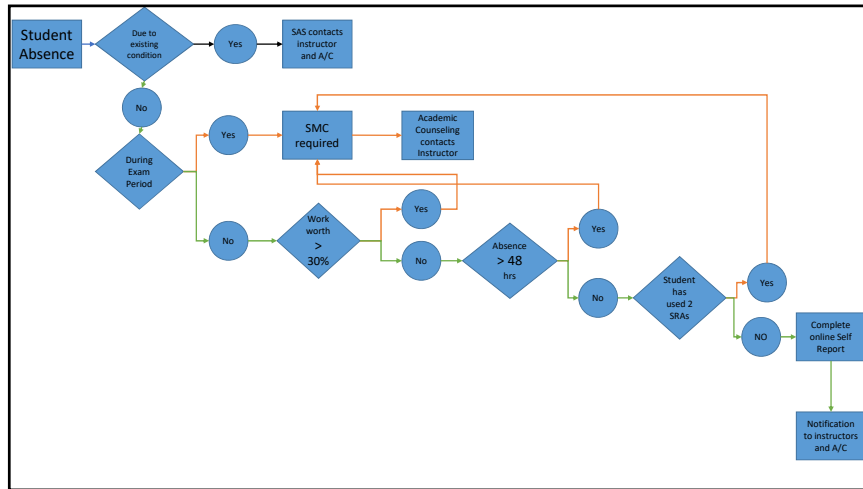 Student
Absence
Due to
existing
condition
Yes
SAS contacts
instructor
and A/C
No
During
Exam
Period
Yes
SMC
required
Academic
Counseling
contacts
Instructor
No
Work
worth
>
30%
Yes
No
Absence
> 48
hrs
Yes
No
Student
has
used 2
SRAs
Yes
NO
Complete
online Self
Report
Notification
to instructors
and A/C